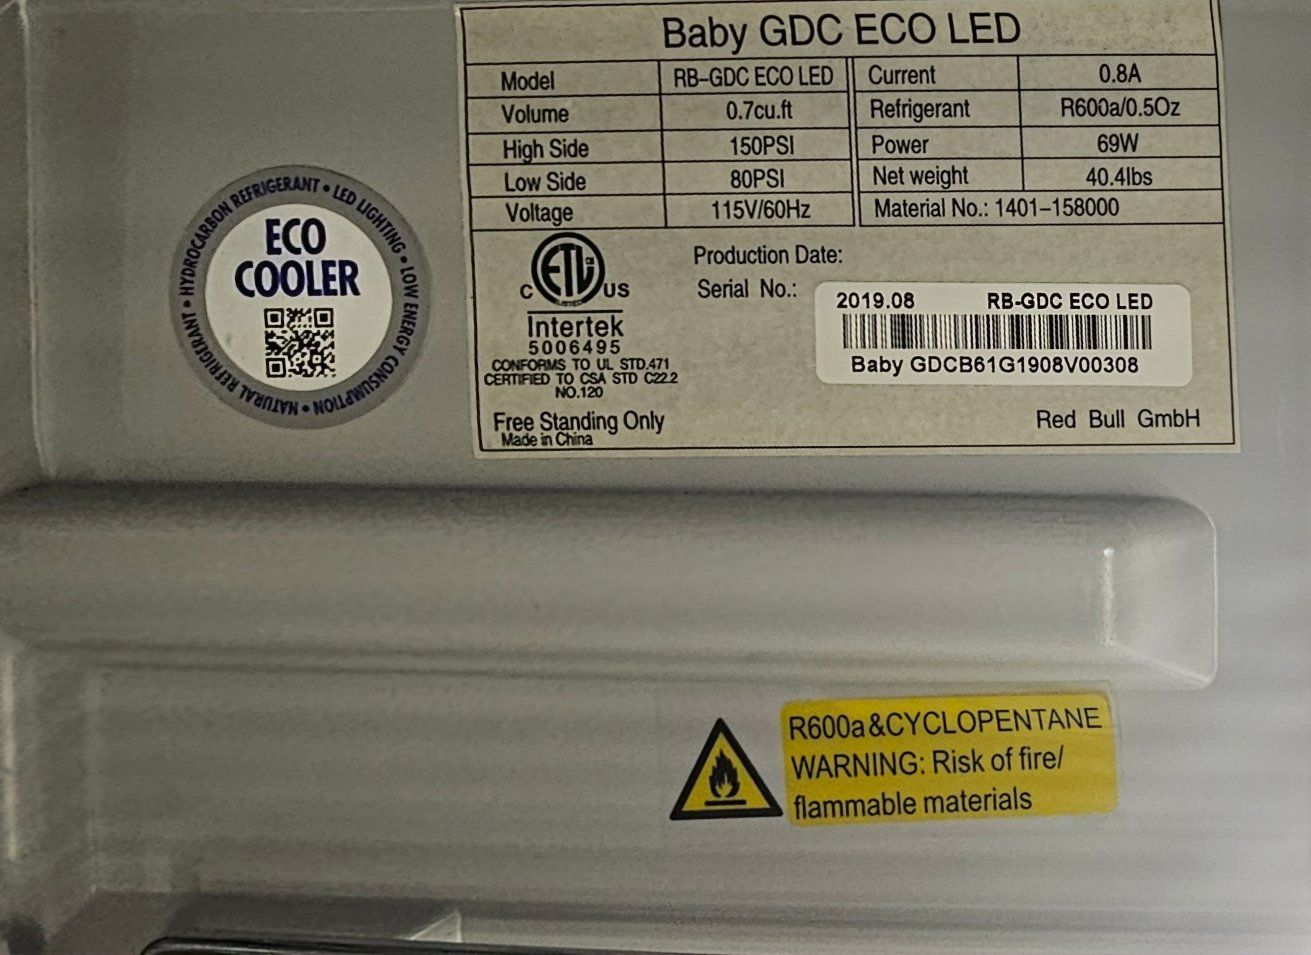 Baby GDC ECO LED
Model RB-GDC ECO LED Current 0.8A
Volume 0.7cu.ft Refrigerant R600a/0.5Oz
High Side 150PSI Power 69W
Low Side 80PSI Net weight 40.4lbs
Voltage 115V/60Hz Material No.: 1401-158000
Production Date:
Serial No.:
2019.08 RB-GDC ECO LED
Baby GDCB61G1908V00308
C ETL US
Intertek
5006495
CONFORMS TO UL STD.471
CERTIFIED TO CSA STD C22.2
NO.120
Free Standing Only
Made in China
Red Bull GmbH
HYDROCARBON REFRIGERANT • LED LIGHTING • LOW ENERGY CONSUMPTION • NATURAL REFRIGERANT •
ECO
COOLER
R600a&CYCLOPENTANE
WARNING: Risk of fire/
flammable materials